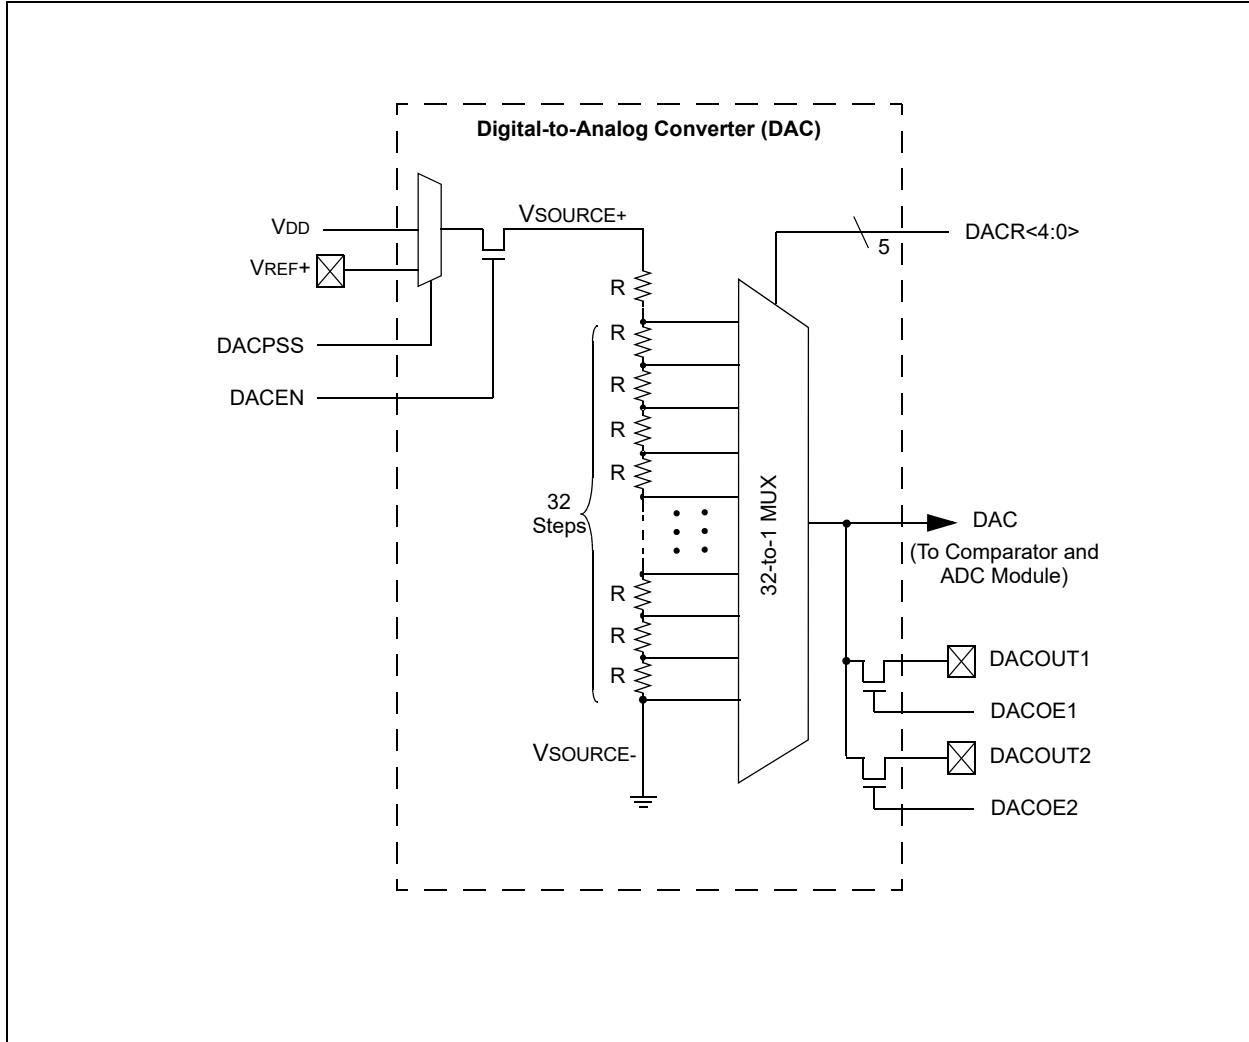 Digital-to-Analog Converter (DAC)
VDD
VSOURCE+
DACR<4:0>
5
VREF+
R
R
DACPSS
R
DACEN
R
R
32
Steps
32-to-1 MUX
DAC
(To Comparator and
ADC Module)
R
R
R
DACOUT1
DACOE1
VSOURCE-
DACOUT2
DACOE2